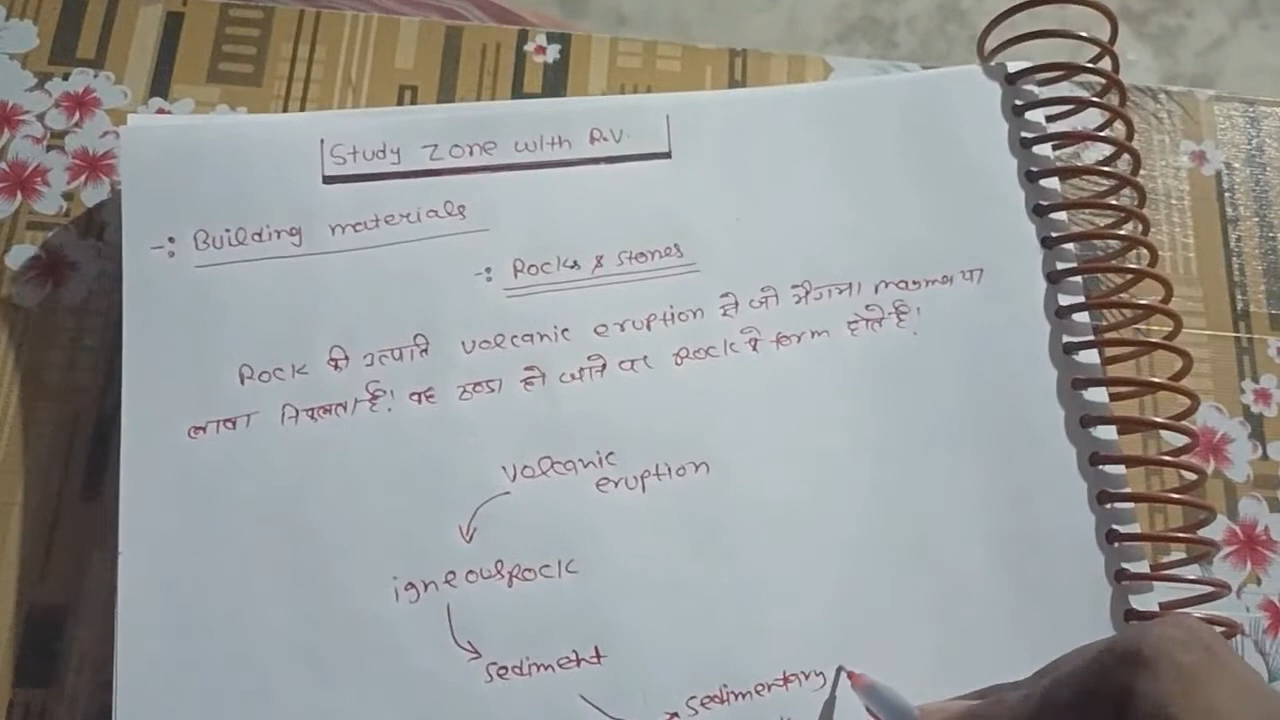 Study Zone with R.V.
-: Building materials
-: Rocks & Stones
Rock की उत्पाति volcanic eruption से जो मैगमा magma या
लावा निकलता है! वह ठण्डा हो जाने पर Rock के form होते है!
volcanic
eruption
igneous Rock
sediment
sedimentary